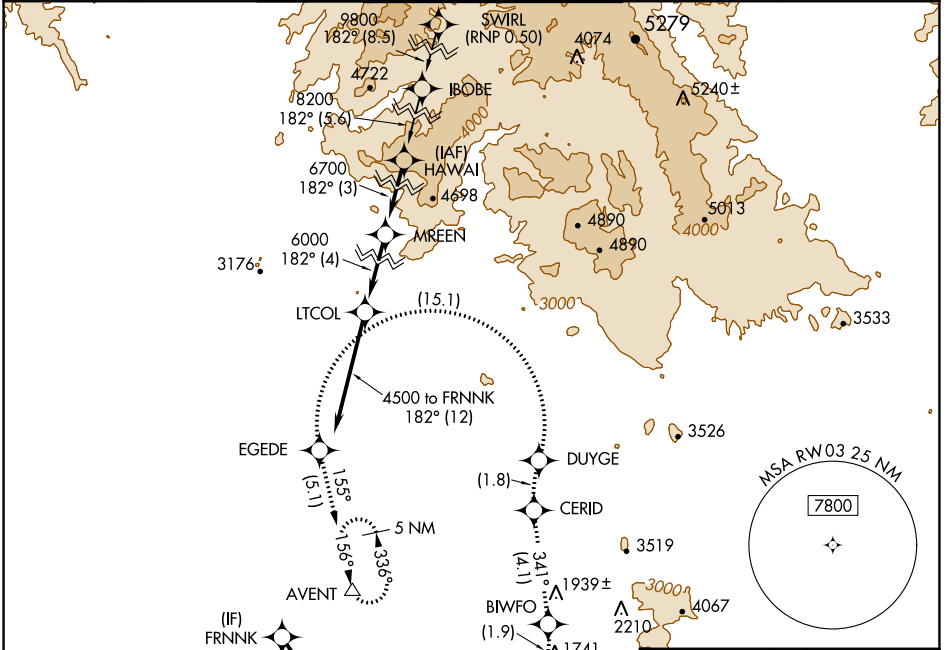 9800
182° (8.5)
SWIRL
(RNP 0.50)
4074
5279
4722
IBOBE
5240±
8200
182° (5.6)
4000
(IAF)
HAWAI
6700
182° (3)
4698
5013
4890
4000
MREEN
4890
6000
182° (4)
3176
3000
(15.1)
LTCOL
3533
4500 to FRNNK
182° (12)
3526
EGEDE
DUYGE
MSA RW03 25 NM
155°
(5.1)
(1.8)
7800
CERID
5 NM
156°
336°
3519
341°
(4.1)
AVENT
1939±
3000
BIWFO
4067
2210
(IF)
FRNNK
(1.9)
1741